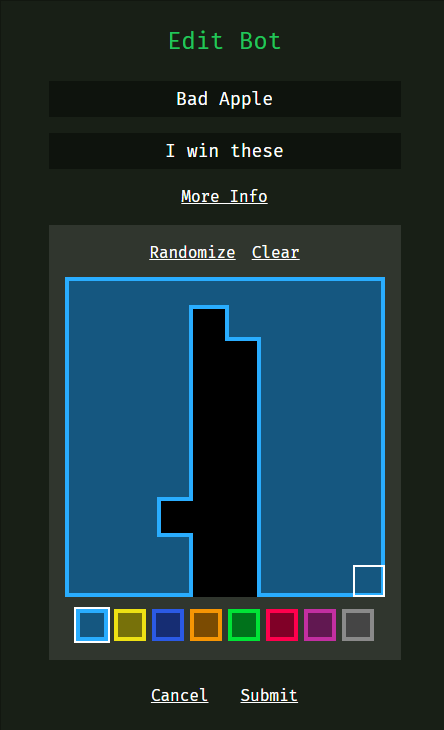 Edit Bot
Bad Apple
I win these
More Info
Randomize Clear
Cancel Submit